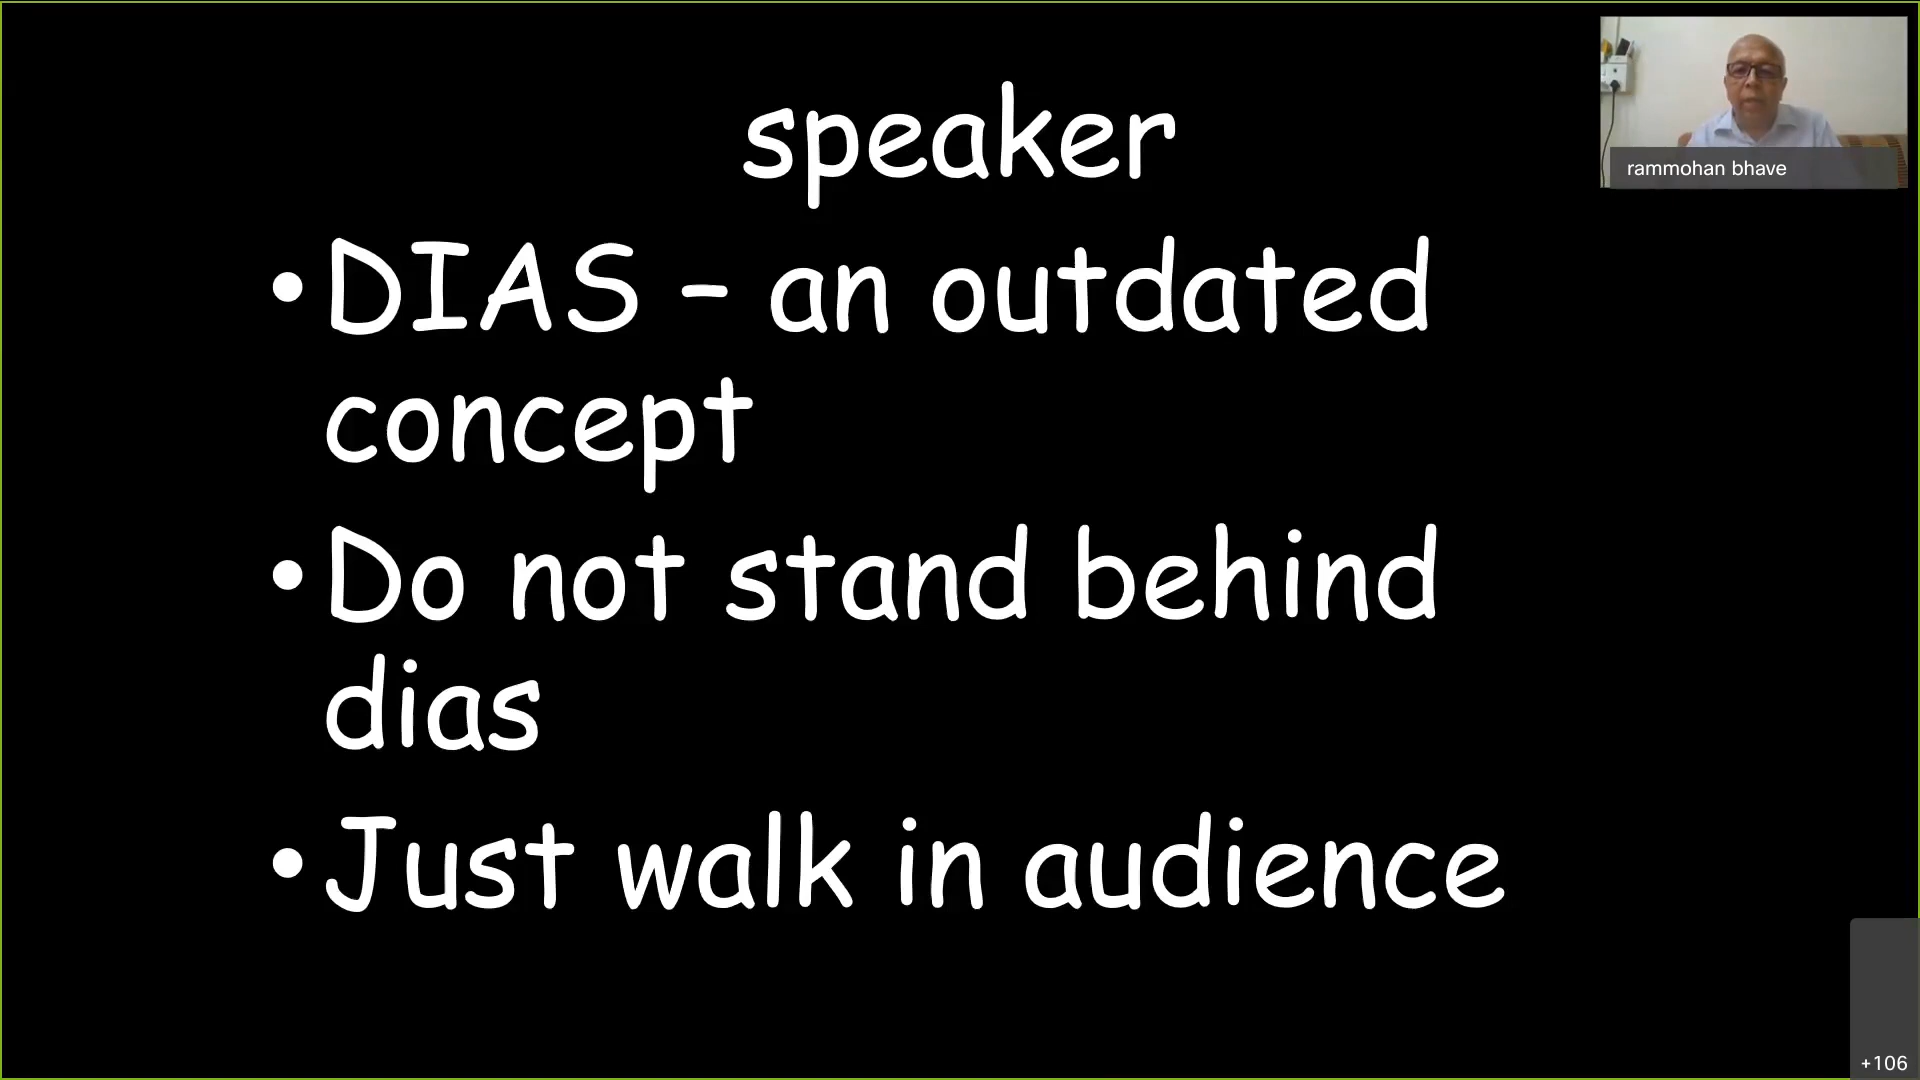 speaker
rammohan bhave
• DIAS – an outdated
concept
• Do not stand behind
dias
• Just walk in audience
+106